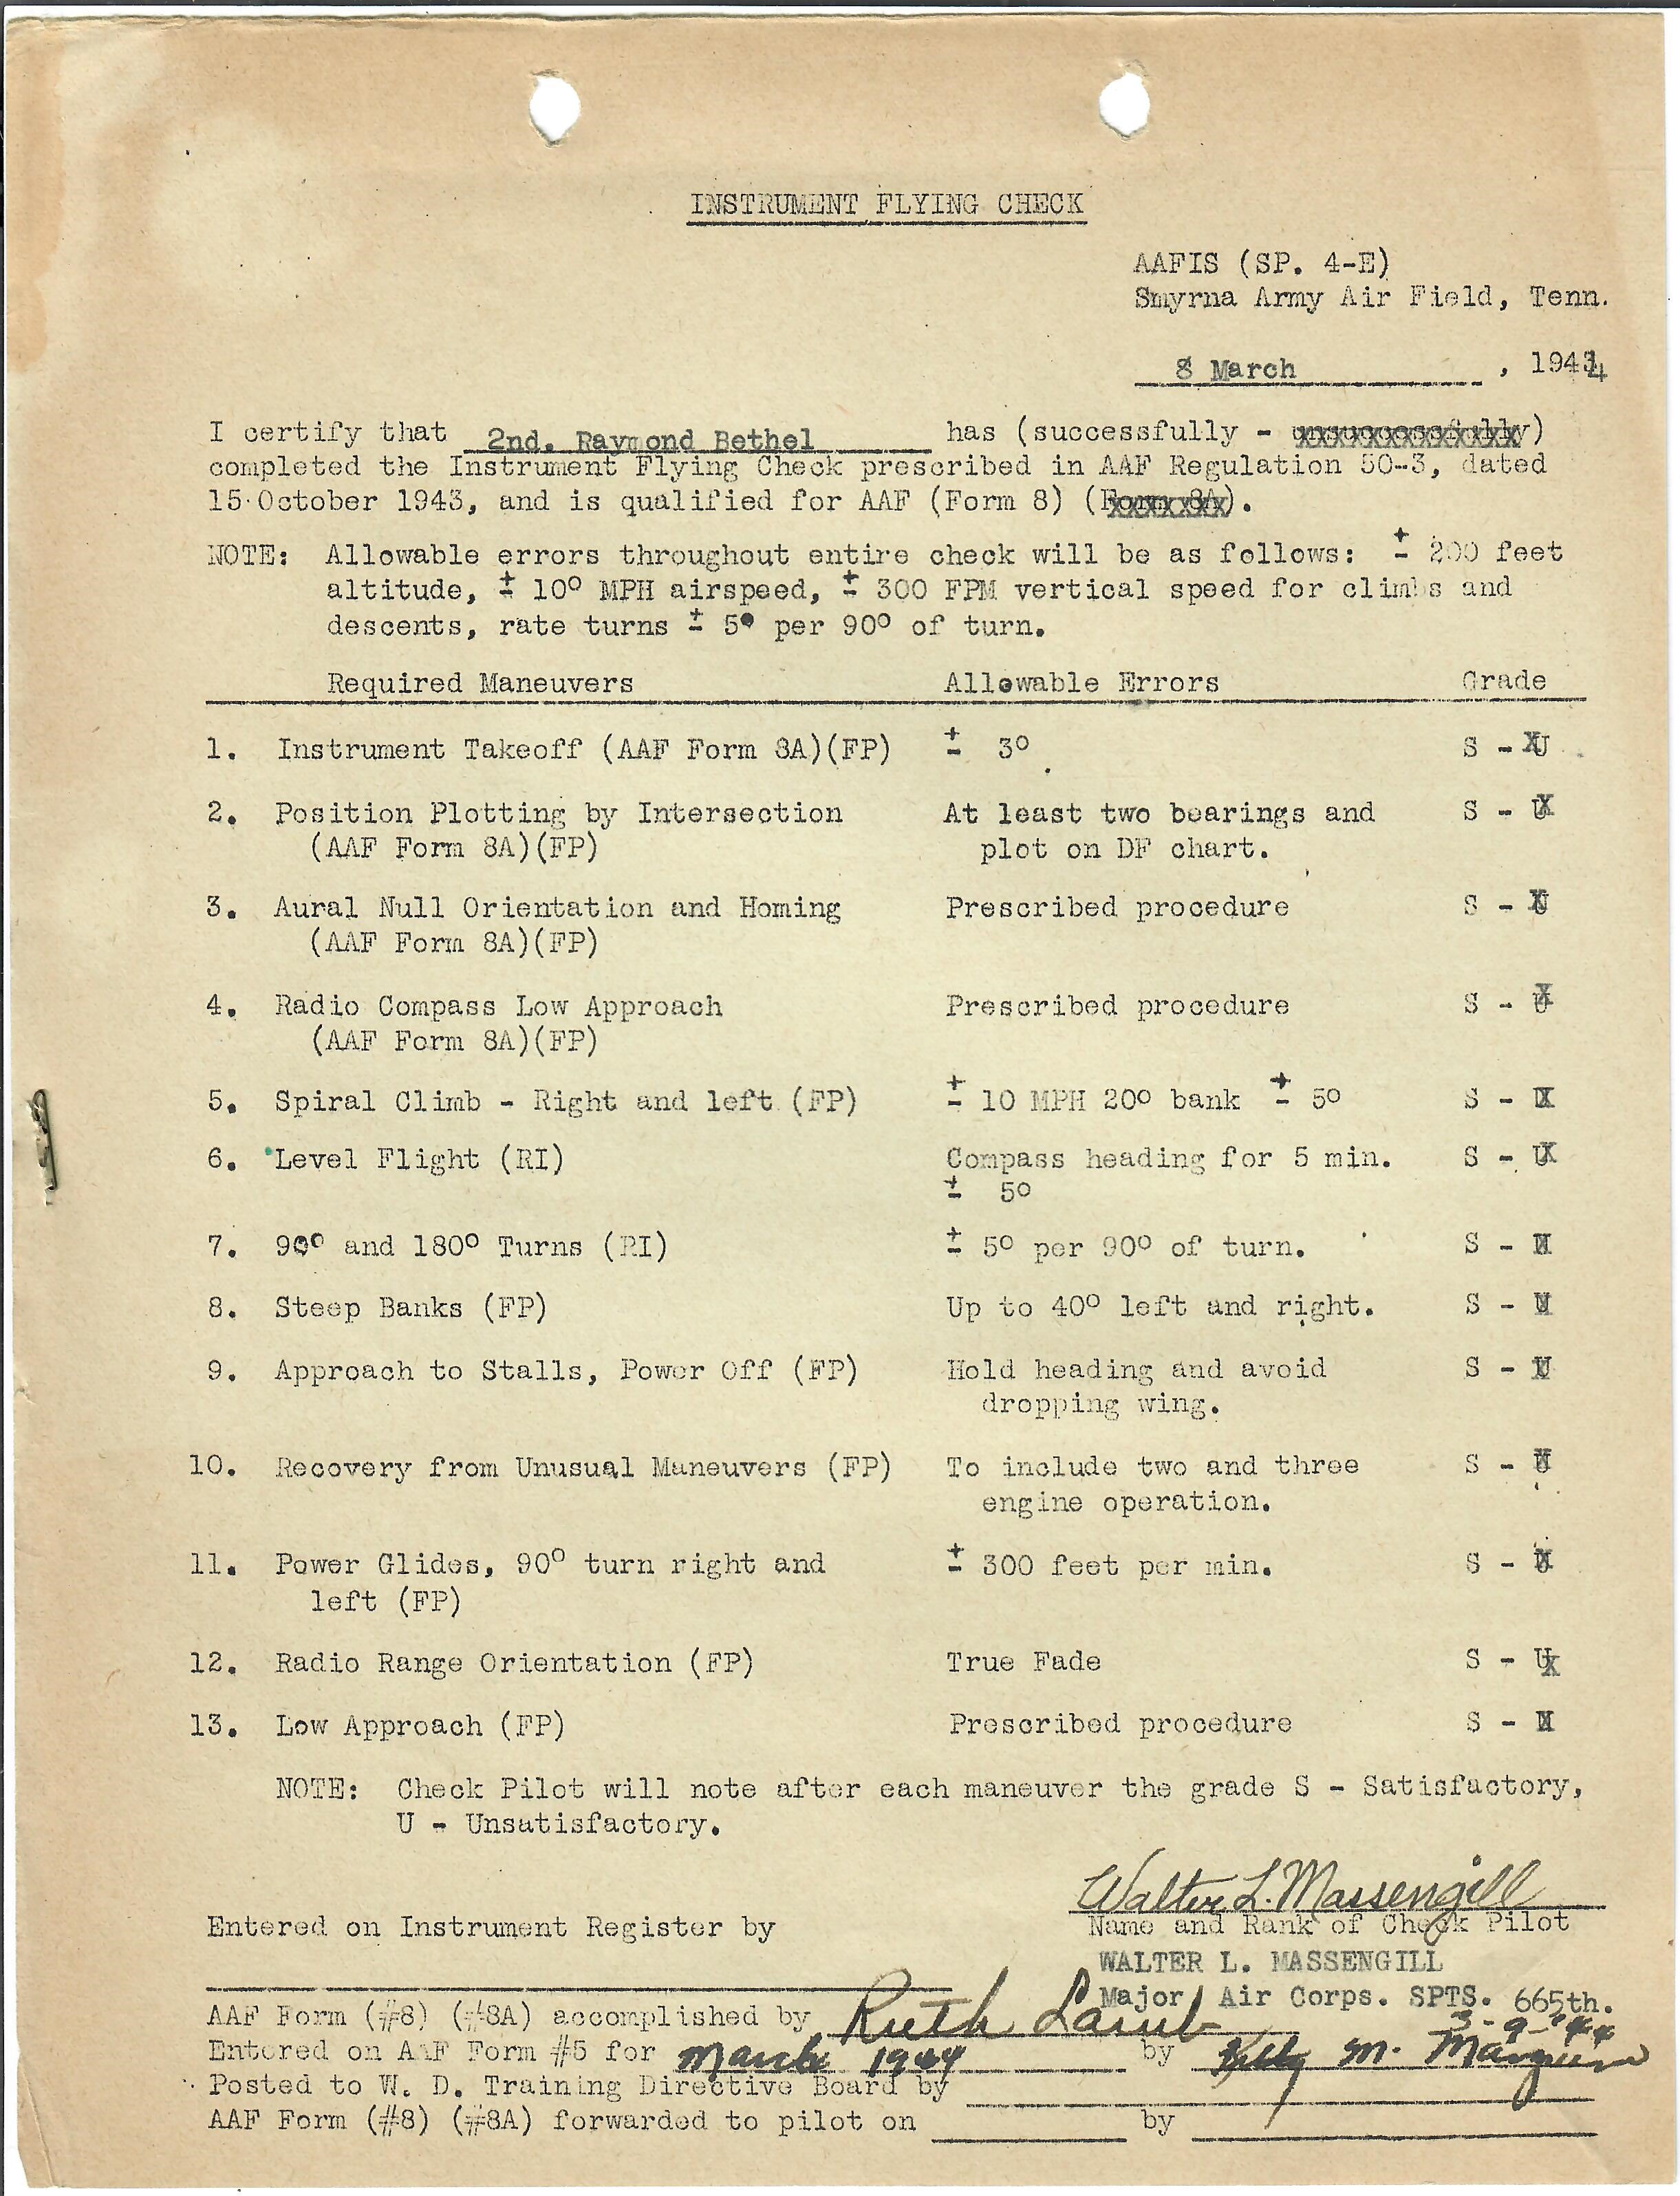 INSTRUMENT FLYING CHECK
AAFIS (SP. 4-E)
Smyrna Army Air Field, Tenn.
8 March , 1944
I certify that 2nd. Raymond Bethel has (successfully - unsuccessfully)
completed the Instrument Flying Check prescribed in AAF Regulation 50-3, dated
15 October 1943, and is qualified for AAF (Form 8) (Form 8A).
NOTE: Allowable errors throughout entire check will be as follows: ± 200 feet
altitude, ± 10° MPH airspeed, ± 300 FPM vertical speed for climbs and
descents, rate turns ± 5° per 90° of turn.
Required Maneuvers Allowable Errors Grade
1. Instrument Takeoff (AAF Form 8A)(FP) ± 3° S - U
2. Position Plotting by Intersection At least two bearings and S - U
(AAF Form 8A)(FP) plot on DF chart.
3. Aural Null Orientation and Homing Prescribed procedure S - U
(AAF Form 8A)(FP)
4. Radio Compass Low Approach Prescribed procedure S - U
(AAF Form 8A)(FP)
5. Spiral Climb - Right and left (FP) ± 10 MPH 20° bank ± 5° S - U
6. Level Flight (RI) Compass heading for 5 min. S - U
± 5°
7. 90° and 180° Turns (RI) ± 5° per 90° of turn. S - U
8. Steep Banks (FP) Up to 40° left and right. S - U
9. Approach to Stalls, Power Off (FP) Hold heading and avoid S - U
dropping wing.
10. Recovery from Unusual Maneuvers (FP) To include two and three S - U
engine operation.
11. Power Glides, 90° turn right and ± 300 feet per min. S - U
left (FP)
12. Radio Range Orientation (FP) True Fade S - U
13. Low Approach (FP) Prescribed procedure S - U
NOTE: Check Pilot will note after each maneuver the grade S - Satisfactory,
U - Unsatisfactory.
Walter L. Massengill
Entered on Instrument Register by Name and Rank of Check Pilot
WALTER L. MASSENGILL
Major Air Corps. SPTS. 665th.
AAF Form (#8) (#8A) accomplished by Ruth Lamb 3-9-44
Entered on AAF Form #5 for March 1944 by M.
Posted to W. D. Training Directive Board by
AAF Form (#8) (#8A) forwarded to pilot on by